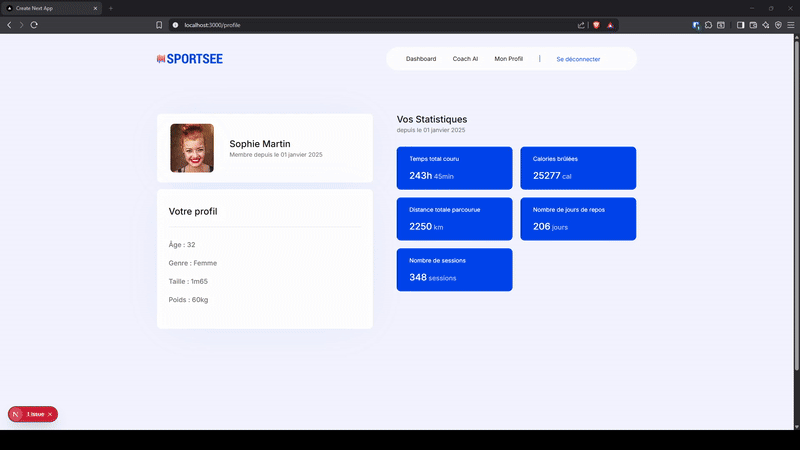 Create Next App
localhost:3000/profile
SPORTSEE
Dashboard Coach AI Mon Profil | Se déconnecter
Sophie Martin
Membre depuis le 01 janvier 2025
Votre profil
Âge : 32
Genre : Femme
Taille : 1m65
Poids : 60kg
Vos Statistiques
depuis le 01 janvier 2025
Temps total couru
243h 45min
Calories brûlées
25277 cal
Distance totale parcourue
2250 km
Nombre de jours de repos
206 jours
Nombre de sessions
348 sessions
N 1 Issue